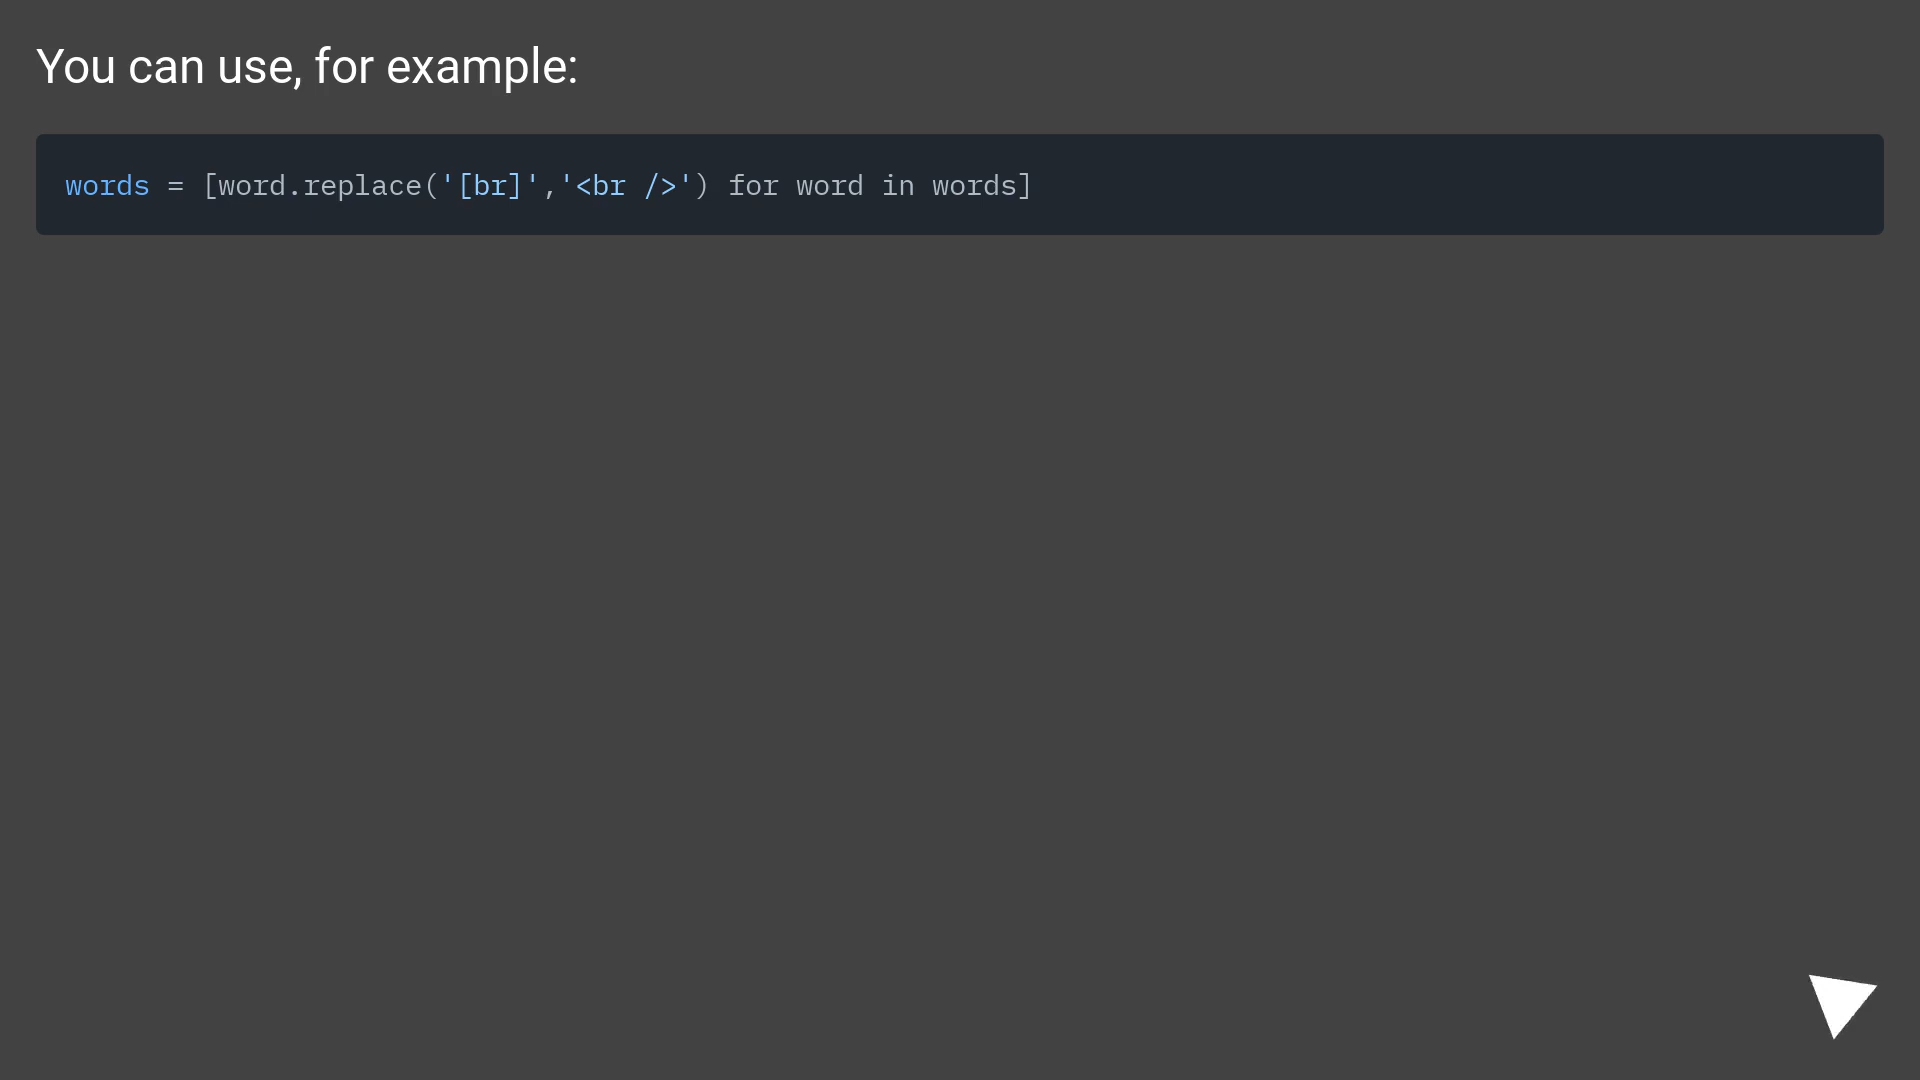 You can use, for example:
words = [word.replace('[br]','<br />') for word in words]